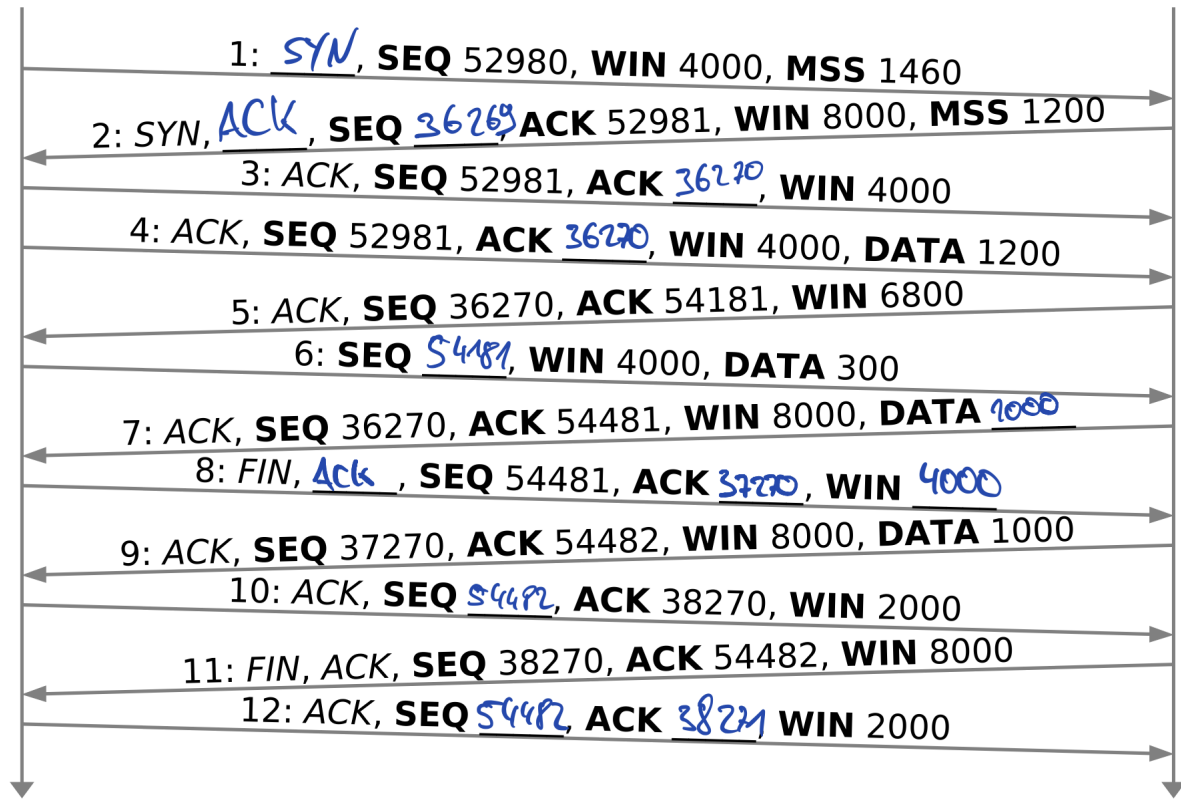 1: SYN, SEQ 52980, WIN 4000, MSS 1460
2: SYN, ACK, SEQ 36269, ACK 52981, WIN 8000, MSS 1200
3: ACK, SEQ 52981, ACK 36270, WIN 4000
4: ACK, SEQ 52981, ACK 36270, WIN 4000, DATA 1200
5: ACK, SEQ 36270, ACK 54181, WIN 6800
6: SEQ 54181, WIN 4000, DATA 300
7: ACK, SEQ 36270, ACK 54481, WIN 8000, DATA 1000
8: FIN, ACK, SEQ 54481, ACK 37270, WIN 4000
9: ACK, SEQ 37270, ACK 54482, WIN 8000, DATA 1000
10: ACK, SEQ 54482, ACK 38270, WIN 2000
11: FIN, ACK, SEQ 38270, ACK 54482, WIN 8000
12: ACK, SEQ 54482, ACK 38271, WIN 2000